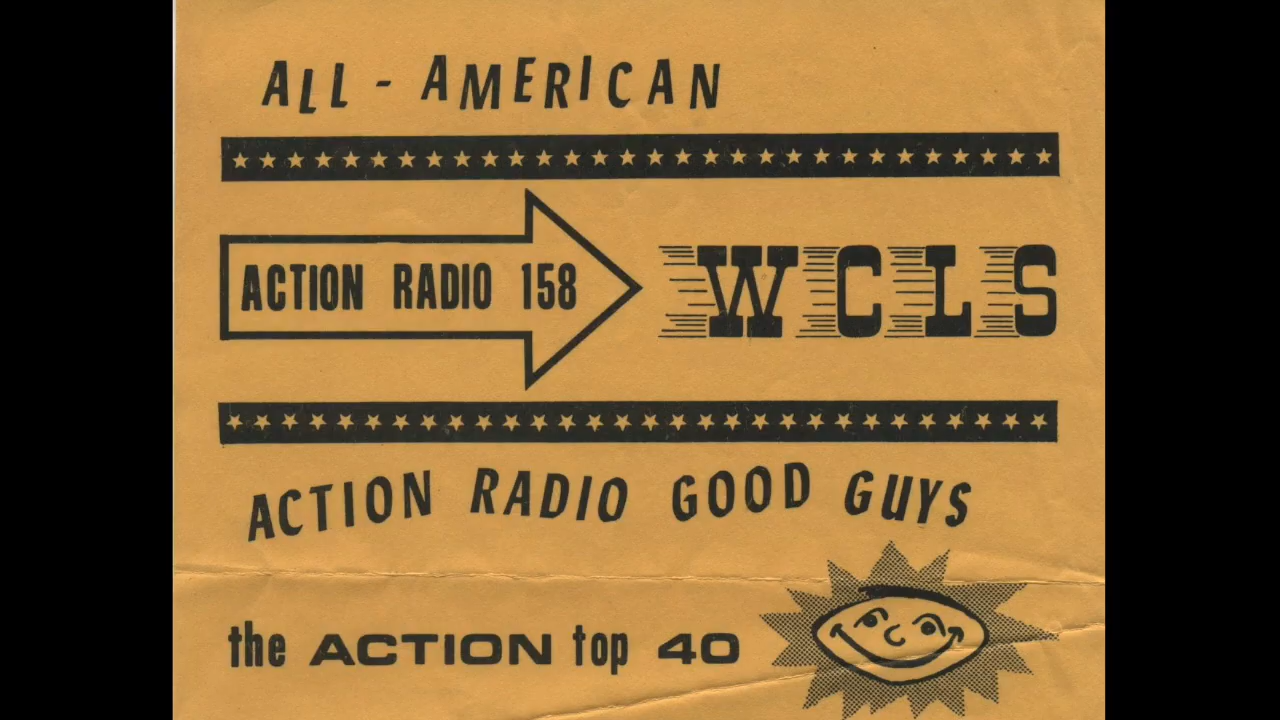 ALL - AMERICAN
ACTION RADIO 158 WCLS
ACTION RADIO GOOD GUYS
the ACTION top 40